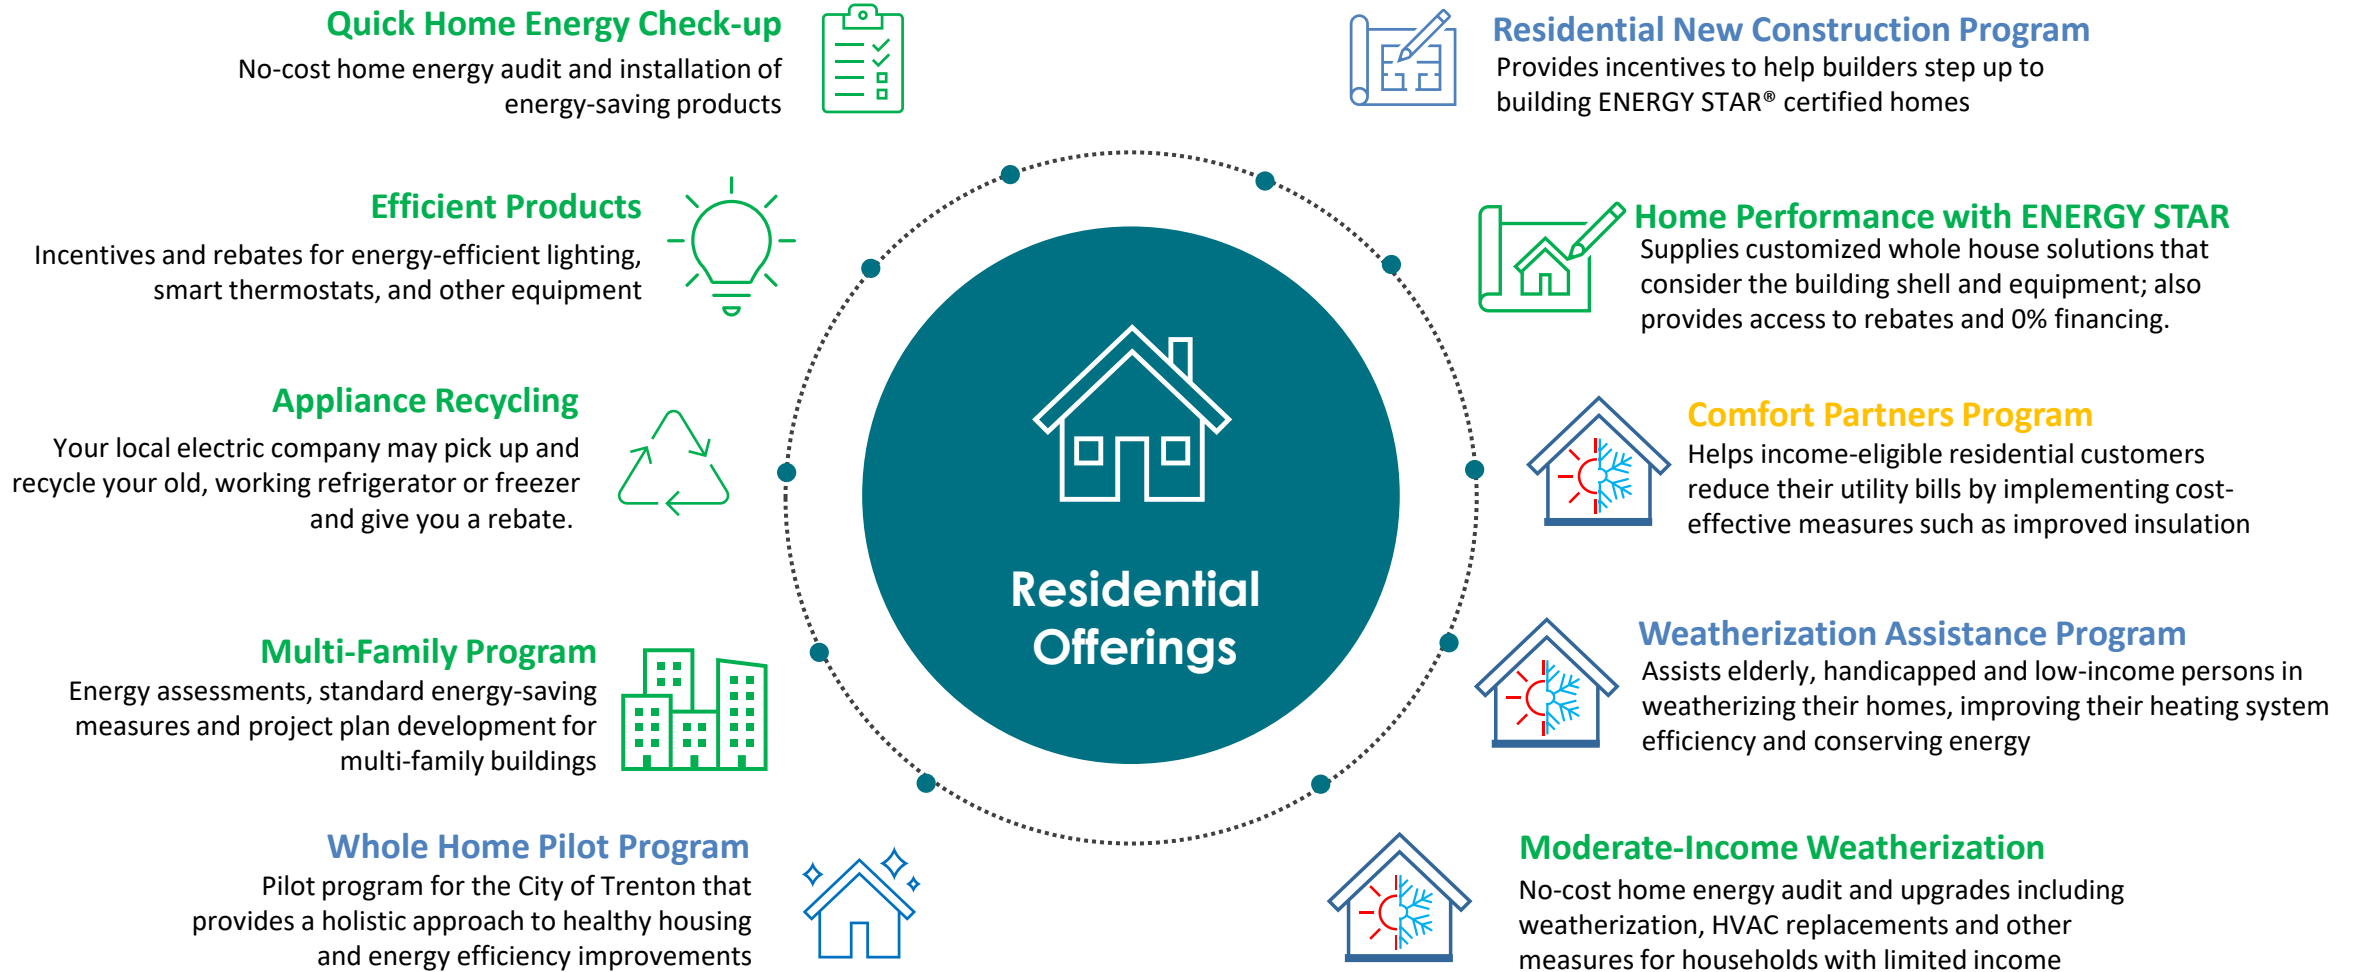 Quick Home Energy Check-up
No-cost home energy audit and installation of
energy-saving products
Efficient Products
Incentives and rebates for energy-efficient lighting,
smart thermostats, and other equipment
Appliance Recycling
Your local electric company may pick up and
recycle your old, working refrigerator or freezer
and give you a rebate.
Multi-Family Program
Energy assessments, standard energy-saving
measures and project plan development for
multi-family buildings
Whole Home Pilot Program
Pilot program for the City of Trenton that
provides a holistic approach to healthy housing
and energy efficiency improvements
Residential
Offerings
Residential New Construction Program
Provides incentives to help builders step up to
building ENERGY STAR® certified homes
Home Performance with ENERGY STAR
Supplies customized whole house solutions that
consider the building shell and equipment; also
provides access to rebates and 0% financing.
Comfort Partners Program
Helps income-eligible residential customers
reduce their utility bills by implementing cost-
effective measures such as improved insulation
Weatherization Assistance Program
Assists elderly, handicapped and low-income persons in
weatherizing their homes, improving their heating system
efficiency and conserving energy
Moderate-Income Weatherization
No-cost home energy audit and upgrades including
weatherization, HVAC replacements and other
measures for households with limited income